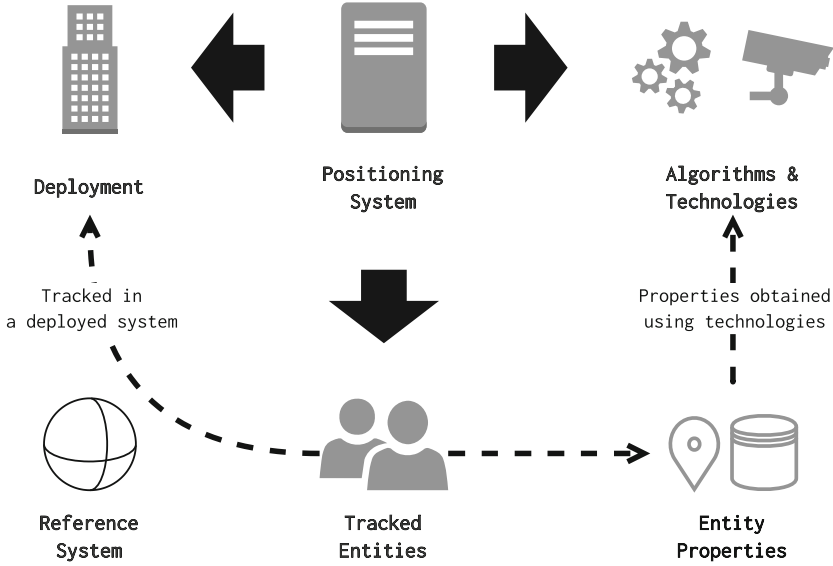 Deployment
Positioning
System
Algorithms &
Technologies
Tracked in
a deployed system
Properties obtained
using technologies
Reference
System
Tracked
Entities
Entity
Properties